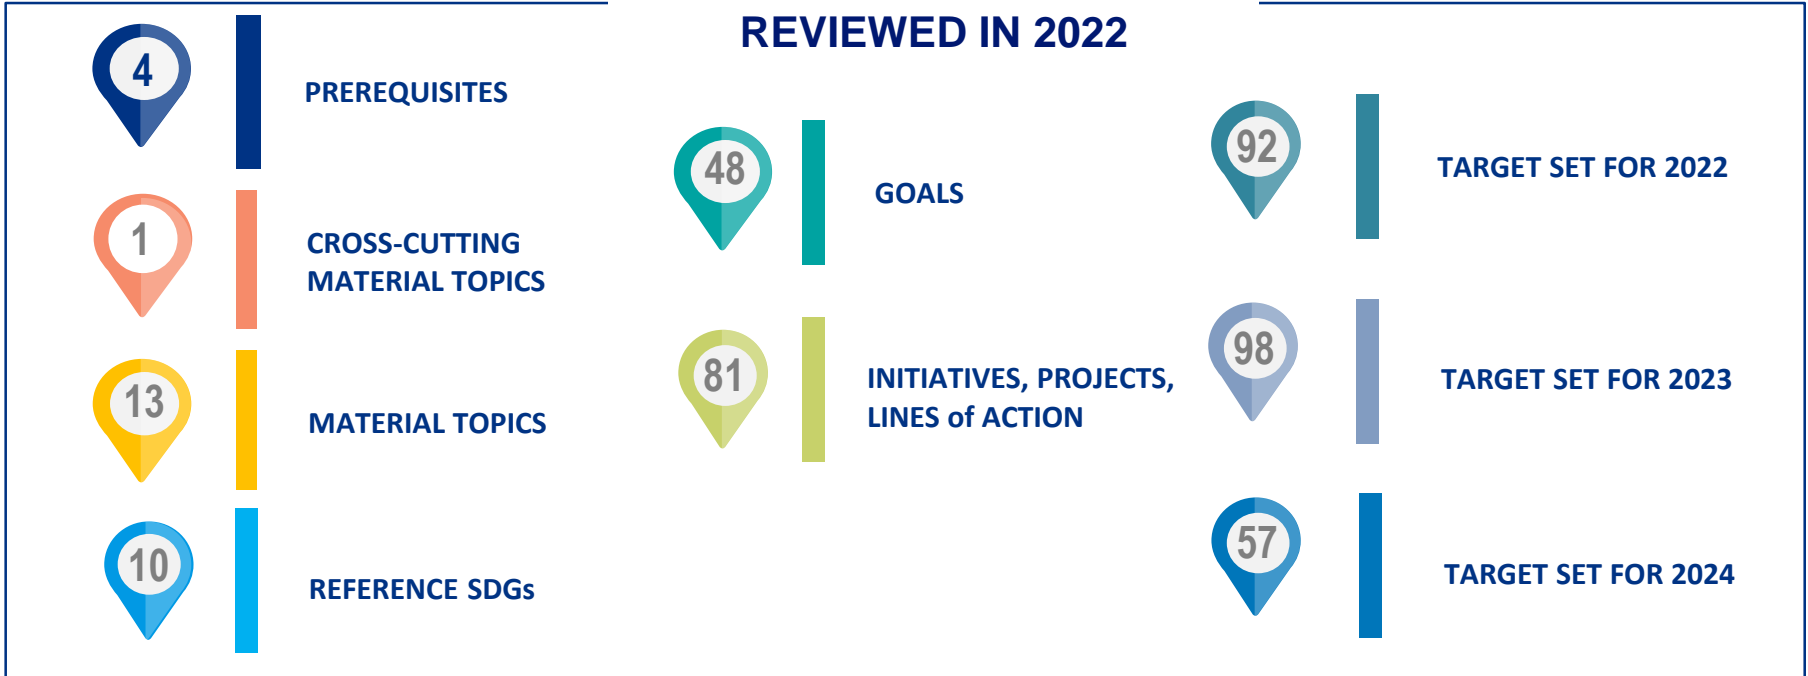 REVIEWED IN 2022
4
PREREQUISITES
1
CROSS-CUTTING
MATERIAL TOPICS
13
MATERIAL TOPICS
10
REFERENCE SDGs
48
GOALS
81
INITIATIVES, PROJECTS,
LINES of ACTION
92
TARGET SET FOR 2022
98
TARGET SET FOR 2023
57
TARGET SET FOR 2024